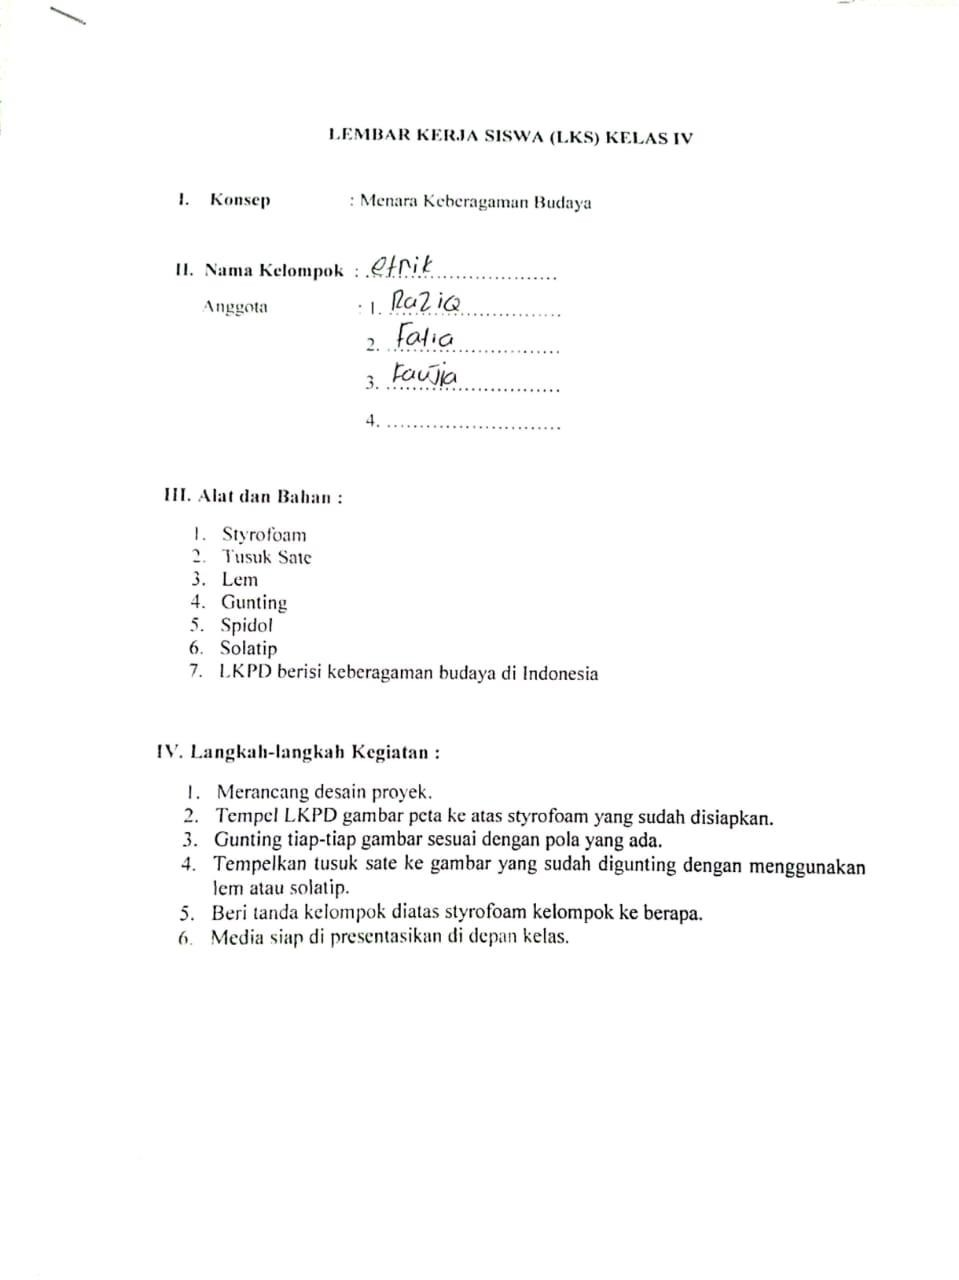 LEMBAR KERJA SISWA (LKS) KELAS IV
I. Konsep : Menara Keberagaman Budaya
II. Nama Kelompok : etnik
Anggota : 1. Raziq
2. Falia
3. Fauzia
4.
III. Alat dan Bahan :
1. Styrofoam
2. Tusuk Sate
3. Lem
4. Gunting
5. Spidol
6. Solatip
7. LKPD berisi keberagaman budaya di Indonesia
IV. Langkah-langkah Kegiatan :
1. Merancang desain proyek.
2. Tempel LKPD gambar peta ke atas styrofoam yang sudah disiapkan.
3. Gunting tiap-tiap gambar sesuai dengan pola yang ada.
4. Tempelkan tusuk sate ke gambar yang sudah digunting dengan menggunakan
lem atau solatip.
5. Beri tanda kelompok diatas styrofoam kelompok ke berapa.
6. Media siap di presentasikan di depan kelas.